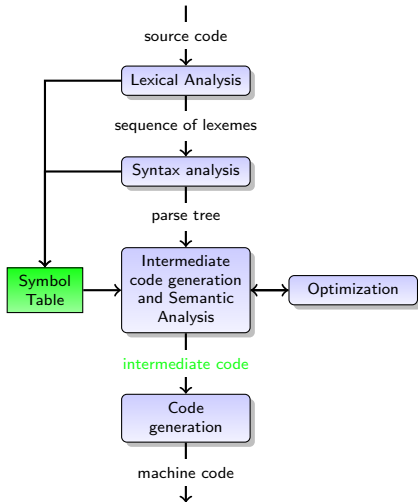 source code
Lexical Analysis
sequence of lexemes
Syntax analysis
parse tree
Symbol
Table
Intermediate
code generation
and Semantic
Analysis
Optimization
intermediate code
Code
generation
machine code